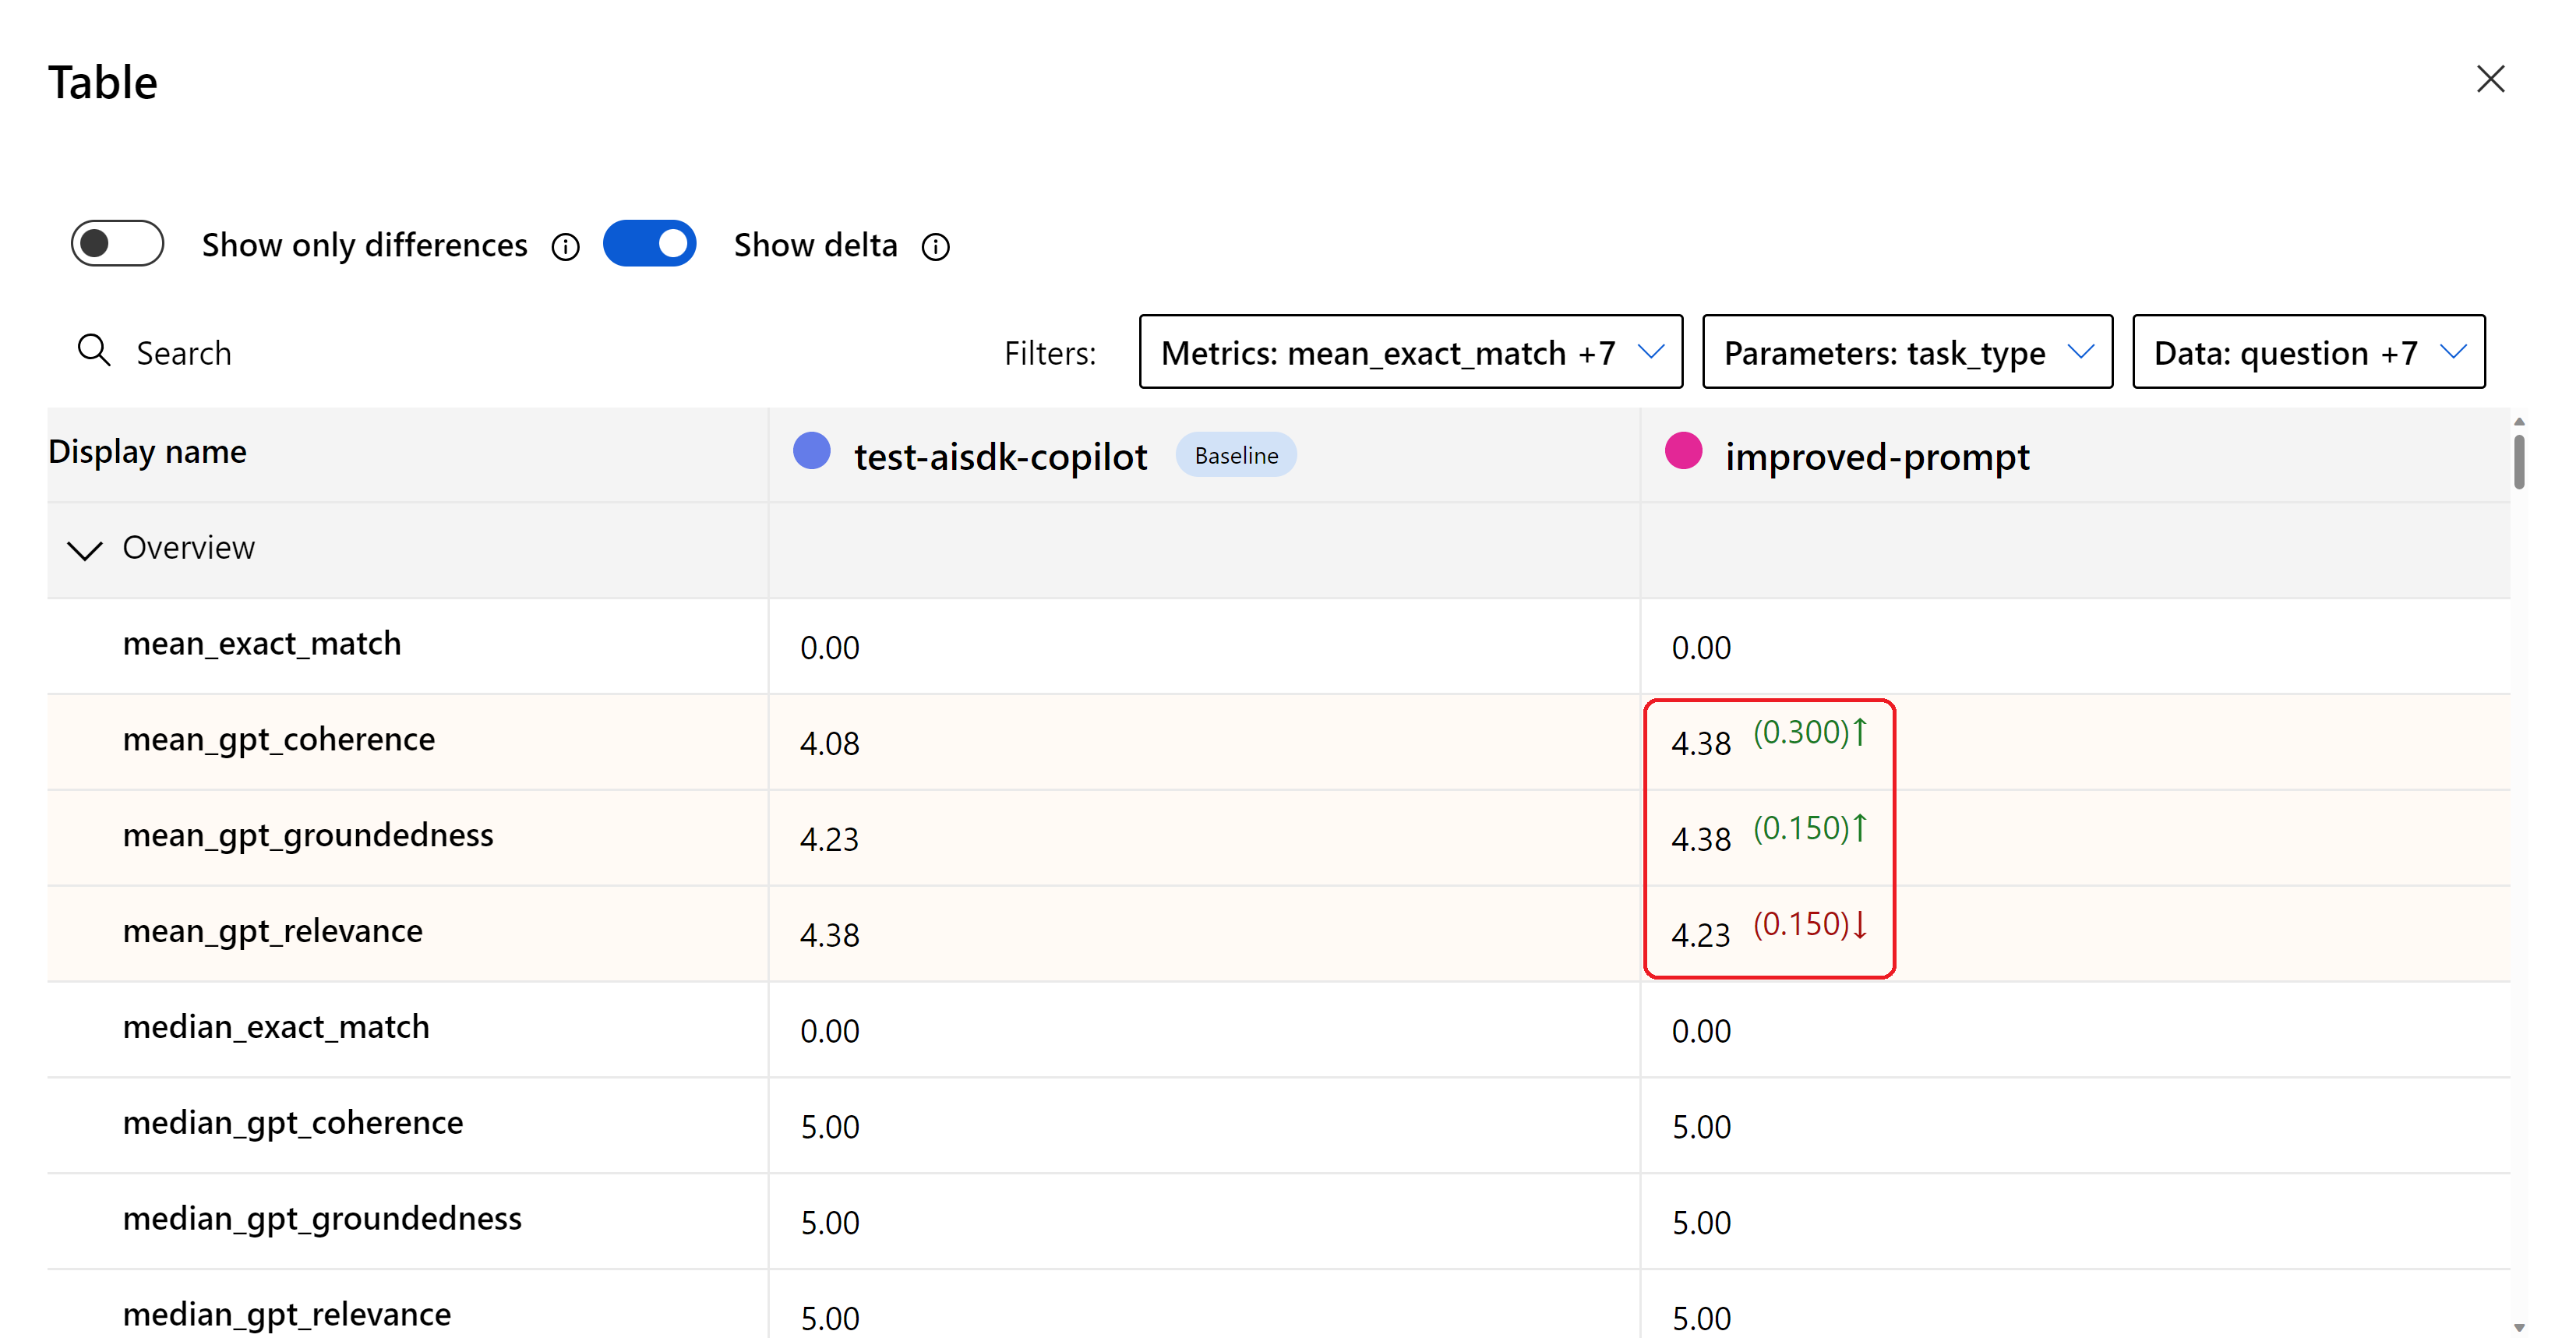 Table
Show only differences Show delta
Search Filters: Metrics: mean_exact_match +7 Parameters: task_type Data: question +7
Display name test-aisdk-copilot Baseline improved-prompt
Overview
mean_exact_match 0.00 0.00
mean_gpt_coherence 4.08 4.38 (0.300)↑
mean_gpt_groundedness 4.23 4.38 (0.150)↑
mean_gpt_relevance 4.38 4.23 (0.150)↓
median_exact_match 0.00 0.00
median_gpt_coherence 5.00 5.00
median_gpt_groundedness 5.00 5.00
median_gpt_relevance 5.00 5.00